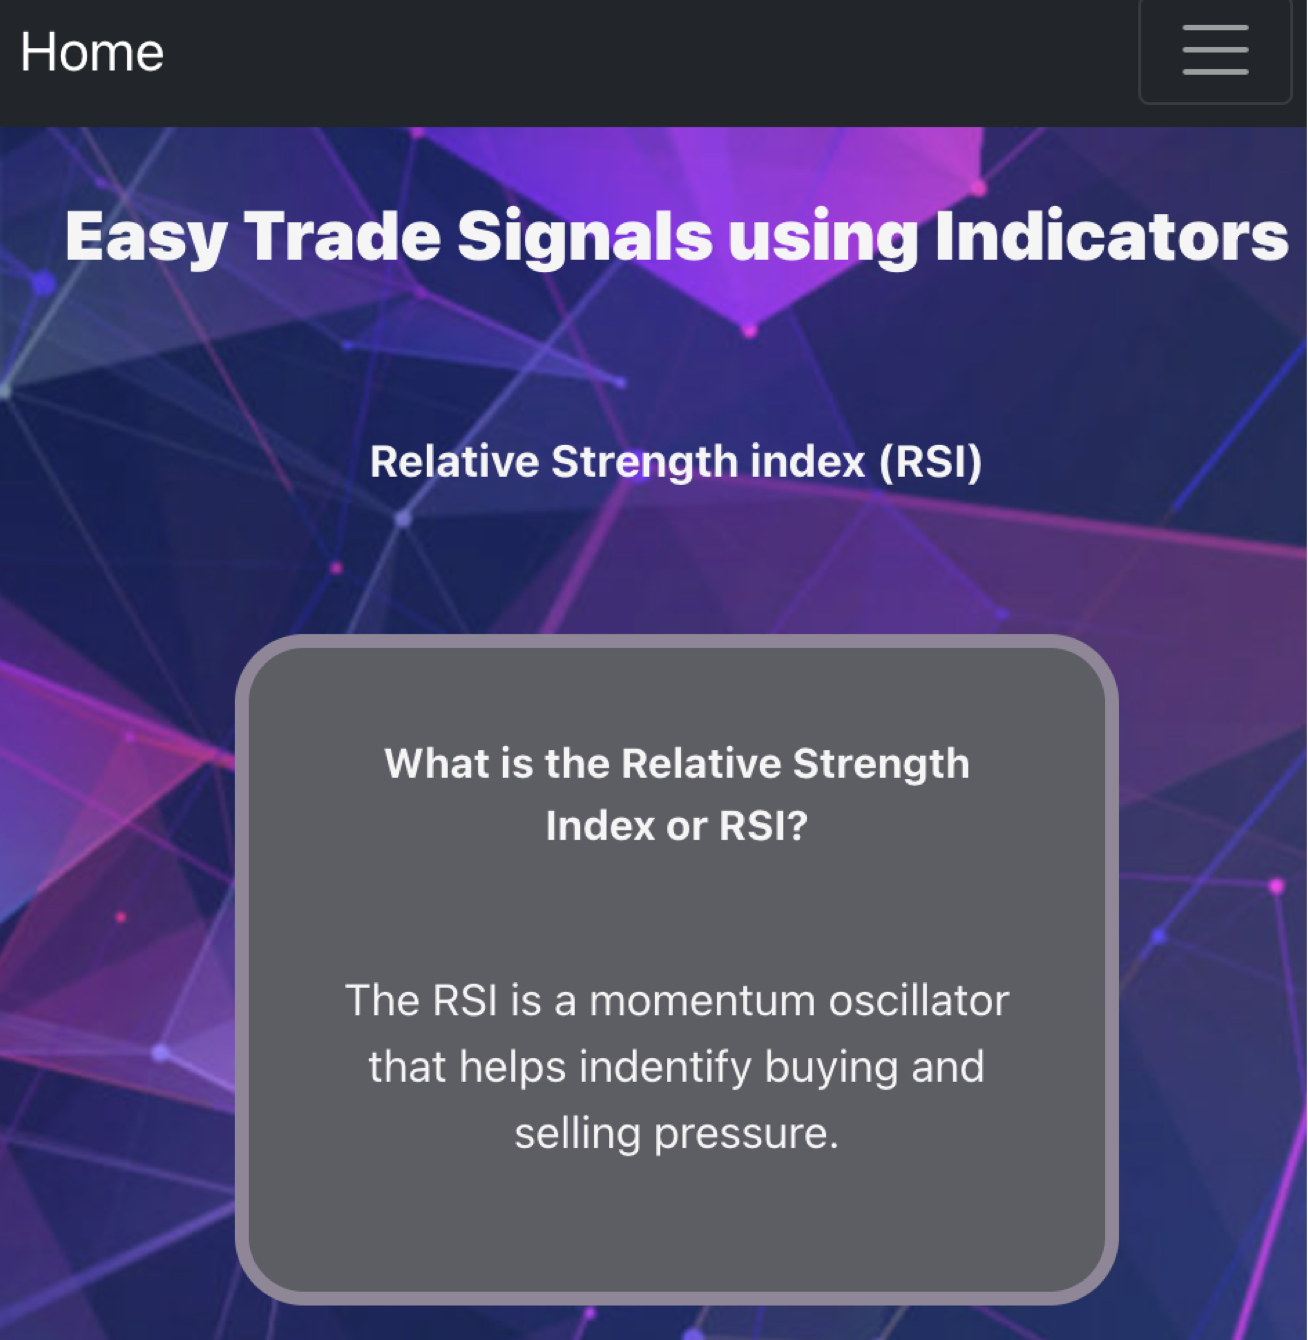 Home
Easy Trade Signals using Indicators
Relative Strength index (RSI)
What is the Relative Strength
Index or RSI?
The RSI is a momentum oscillator
that helps indentify buying and
selling pressure.